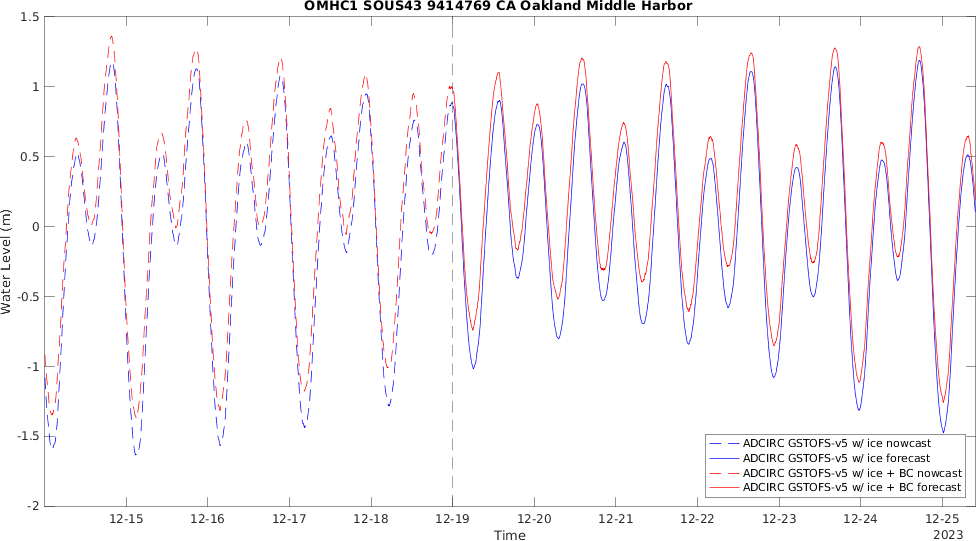 OMHC1 SOUS43 9414769 CA Oakland Middle Harbor
1.5
1
0.5
0
-0.5
-1
-1.5
-2
Water Level (m)
ADCIRC GSTOFS-v5 w/ ice nowcast
ADCIRC GSTOFS-v5 w/ ice forecast
ADCIRC GSTOFS-v5 w/ ice + BC nowcast
ADCIRC GSTOFS-v5 w/ ice + BC forecast
12-15 12-16 12-17 12-18 12-19 12-20 12-21 12-22 12-23 12-24 12-25
Time
2023